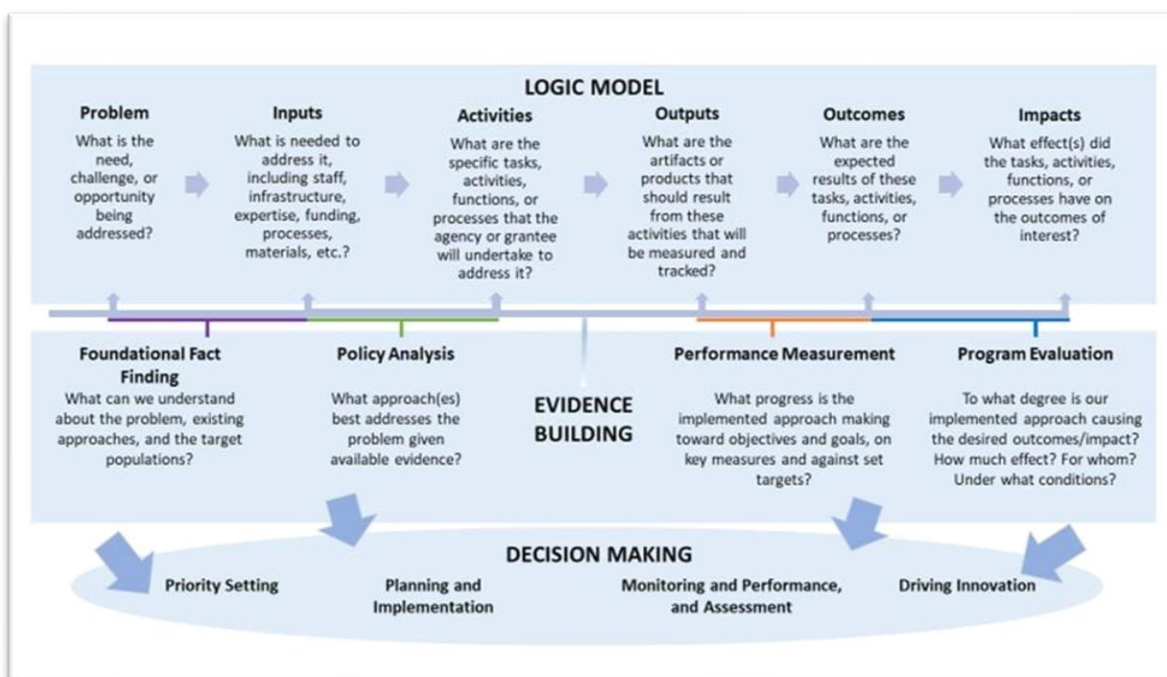 LOGIC MODEL
Problem
What is the
need,
challenge, or
opportunity
being
addressed?
Inputs
What is needed to
address it,
including staff,
infrastructure,
expertise, funding,
processes,
materials, etc.?
Activities
What are the
specific tasks,
activities,
functions, or
processes that the
agency or grantee
will undertake to
address it?
Outputs
What are the
artifacts or
products that
should result
from these
activities that will
be measured and
tracked?
Outcomes
What are the
expected
results of these
tasks, activities,
functions, or
processes?
Impacts
What effect(s) did
the tasks, activities,
functions, or
processes have on
the outcomes of
interest?
Foundational Fact
Finding
What can we understand
about the problem, existing
approaches, and the target
populations?
Policy Analysis
What approach(es)
best addresses the
problem given
available evidence?
EVIDENCE
BUILDING
Performance Measurement
What progress is the
implemented approach making
toward objectives and goals, on
key measures and against set
targets?
Program Evaluation
To what degree is our
implemented approach causing
the desired outcomes/impact?
How much effect? For whom?
Under what conditions?
DECISION MAKING
Priority Setting
Planning and
Implementation
Monitoring and Performance,
and Assessment
Driving Innovation